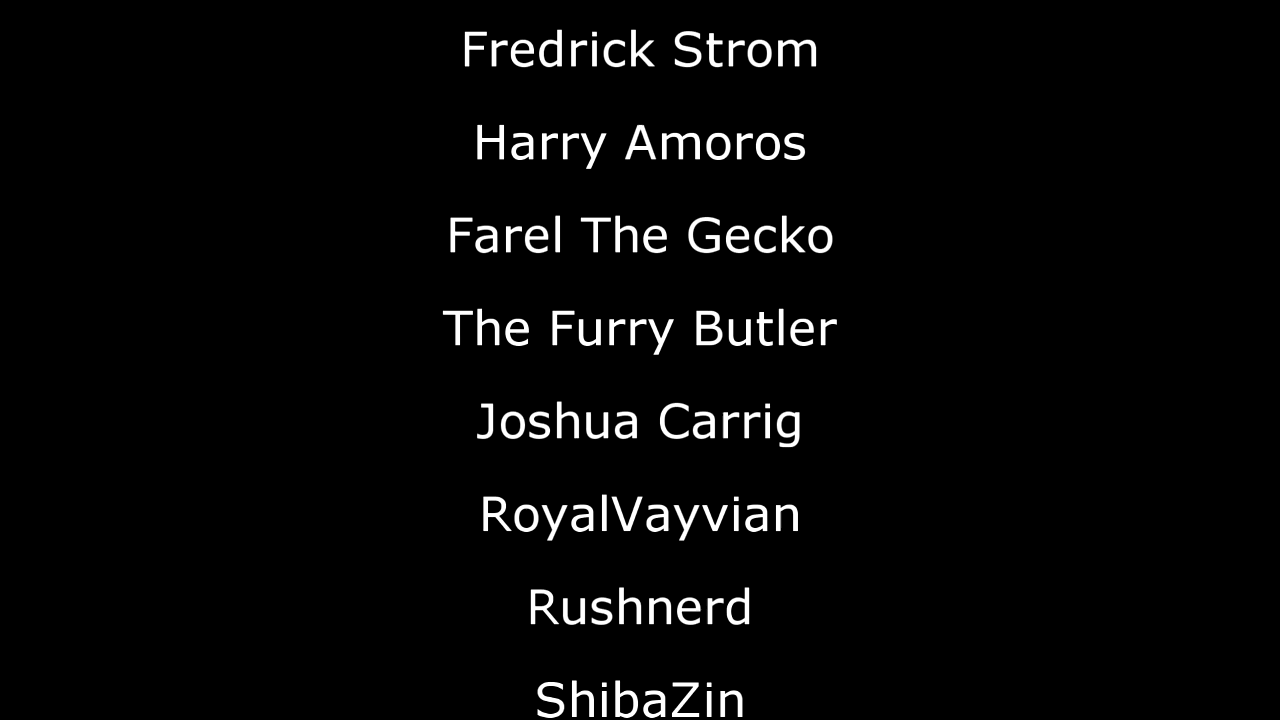 Fredrick Strom
Harry Amoros
Farel The Gecko
The Furry Butler
Joshua Carrig
RoyalVayvian
Rushnerd
ShibaZin